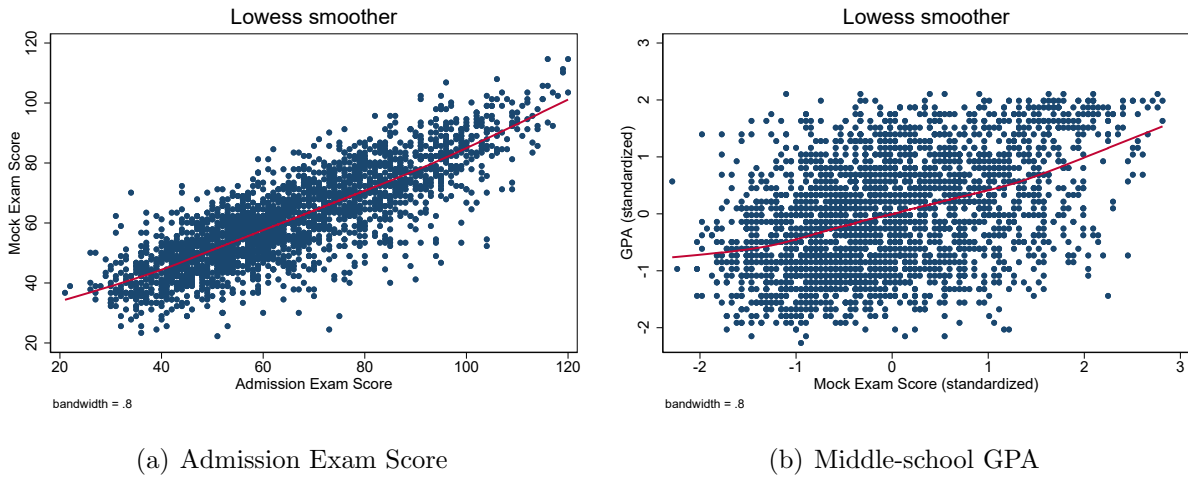 Lowess smoother
Mock Exam Score
120
100
80
60
40
20
20 40 60 80 100 120
Admission Exam Score
bandwidth = .8
(a) Admission Exam Score
Lowess smoother
GPA (standardized)
3
2
1
0
-1
-2
-2 -1 0 1 2 3
Mock Exam Score (standardized)
bandwidth = .8
(b) Middle-school GPA